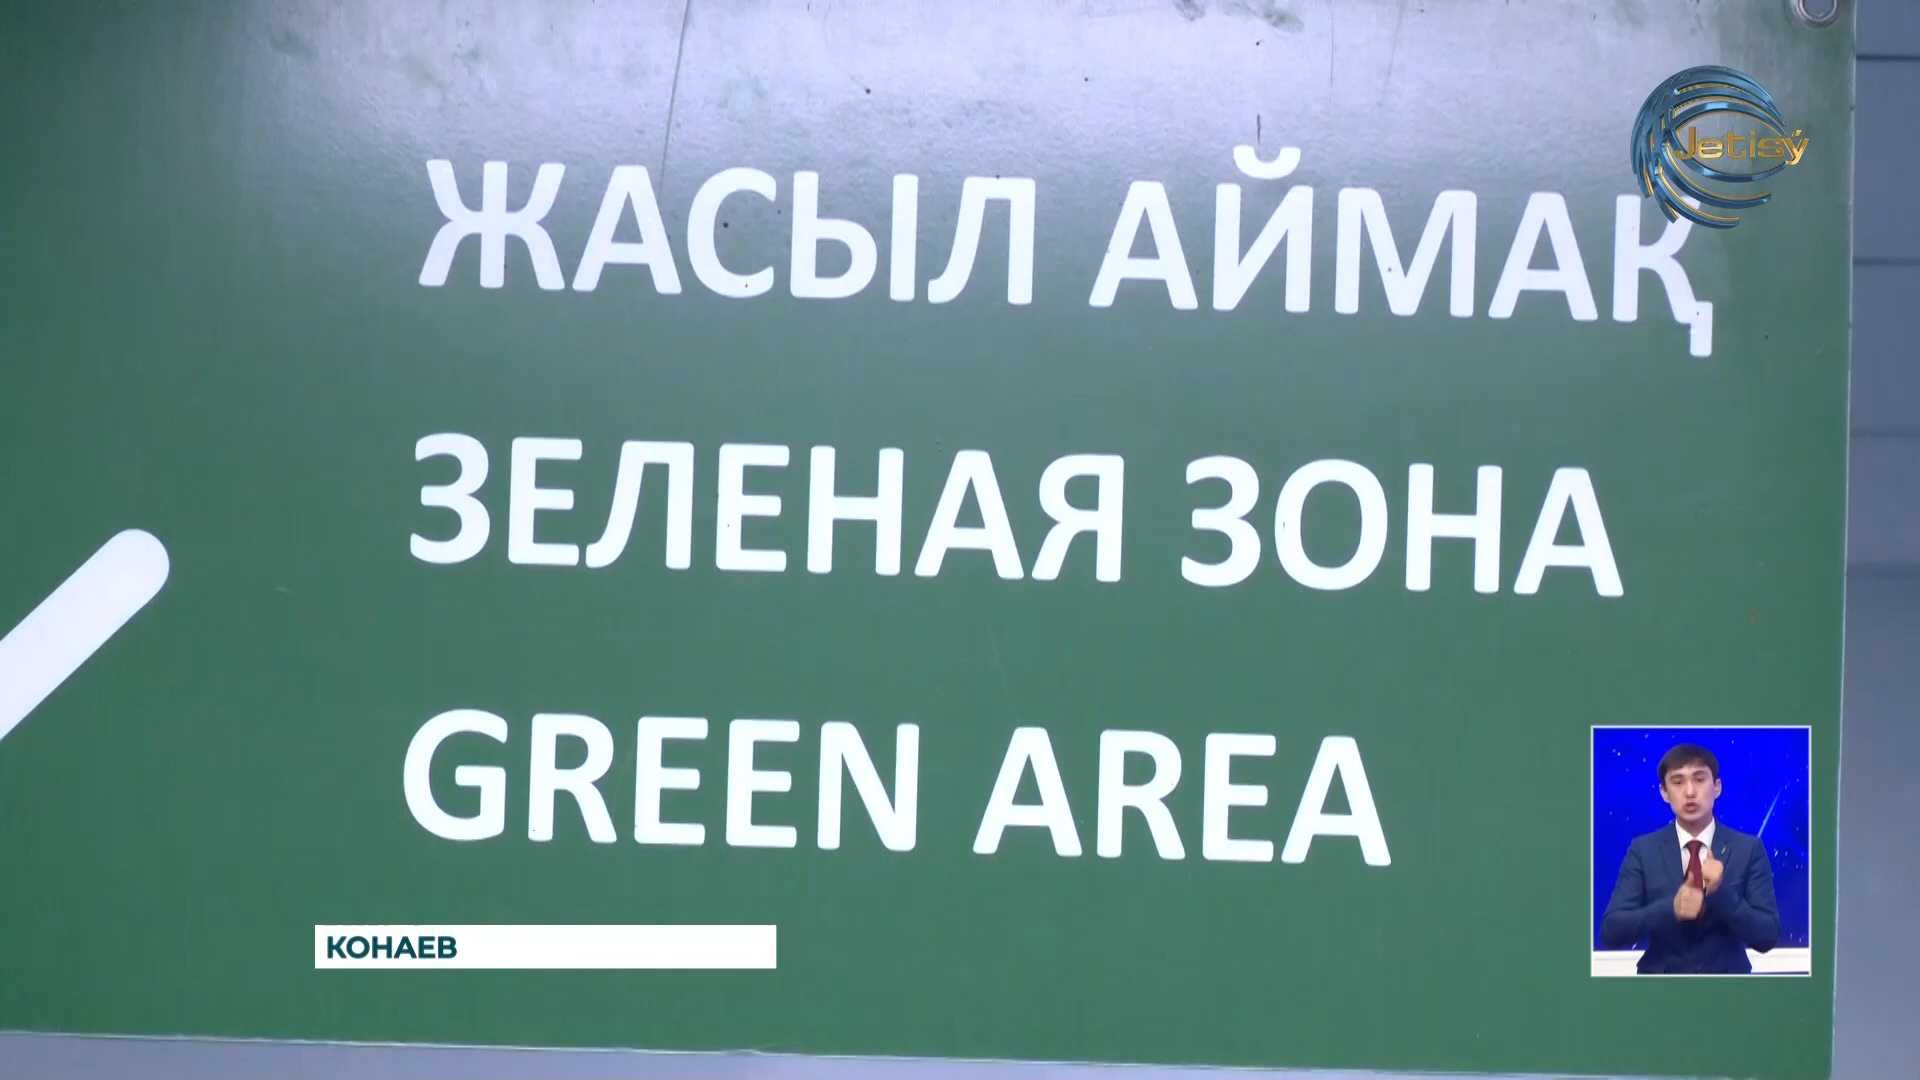 Jetisý
ЖАСЫЛ АЙМАҚ
ЗЕЛЕНАЯ ЗОНА
GREEN AREA
КОНАЕВ